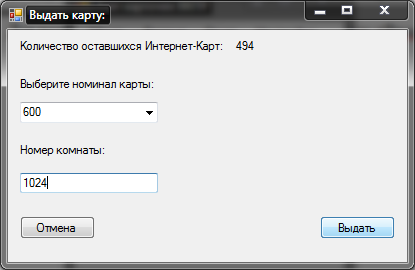 Выдать карту:
Количество оставшихся Интернет-Карт: 494
Выберите номинал карты:
600
Номер комнаты:
1024
Отмена Выдать